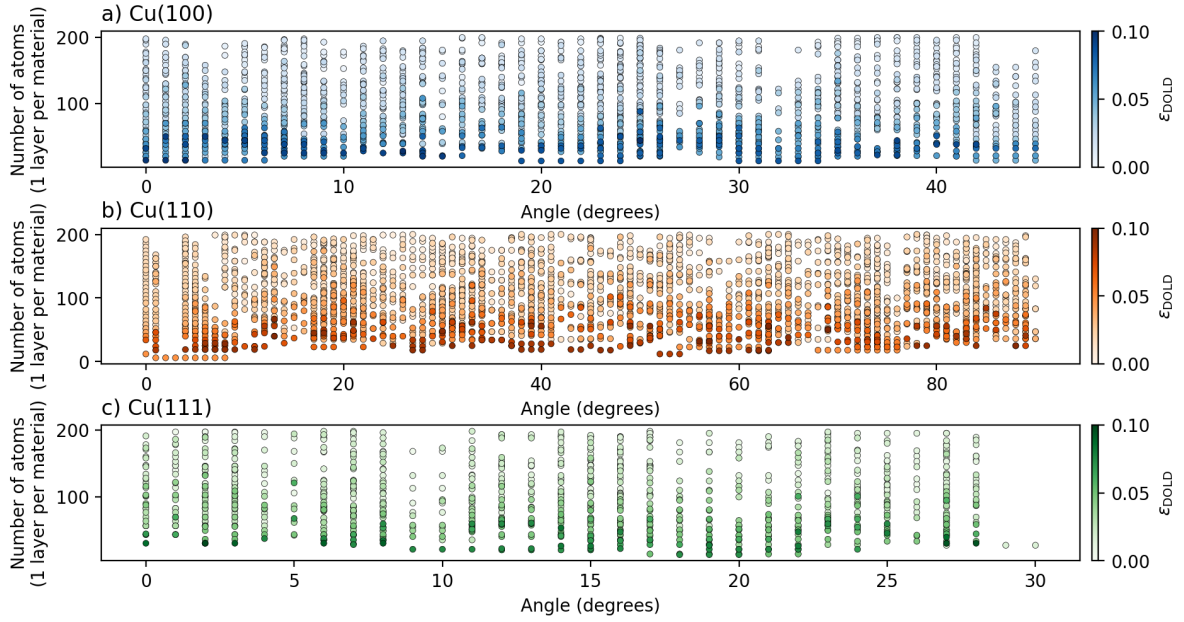 a) Cu(100)
Number of atoms
(1 layer per material)
200
100
0
10
20
30
40
Angle (degrees)
0.10
0.05
0.00
εDOLD
b) Cu(110)
Number of atoms
(1 layer per material)
200
100
0
0
20
40
60
80
Angle (degrees)
0.10
0.05
0.00
εDOLD
c) Cu(111)
Number of atoms
(1 layer per material)
200
100
0
5
10
15
20
25
30
Angle (degrees)
0.10
0.05
0.00
εDOLD